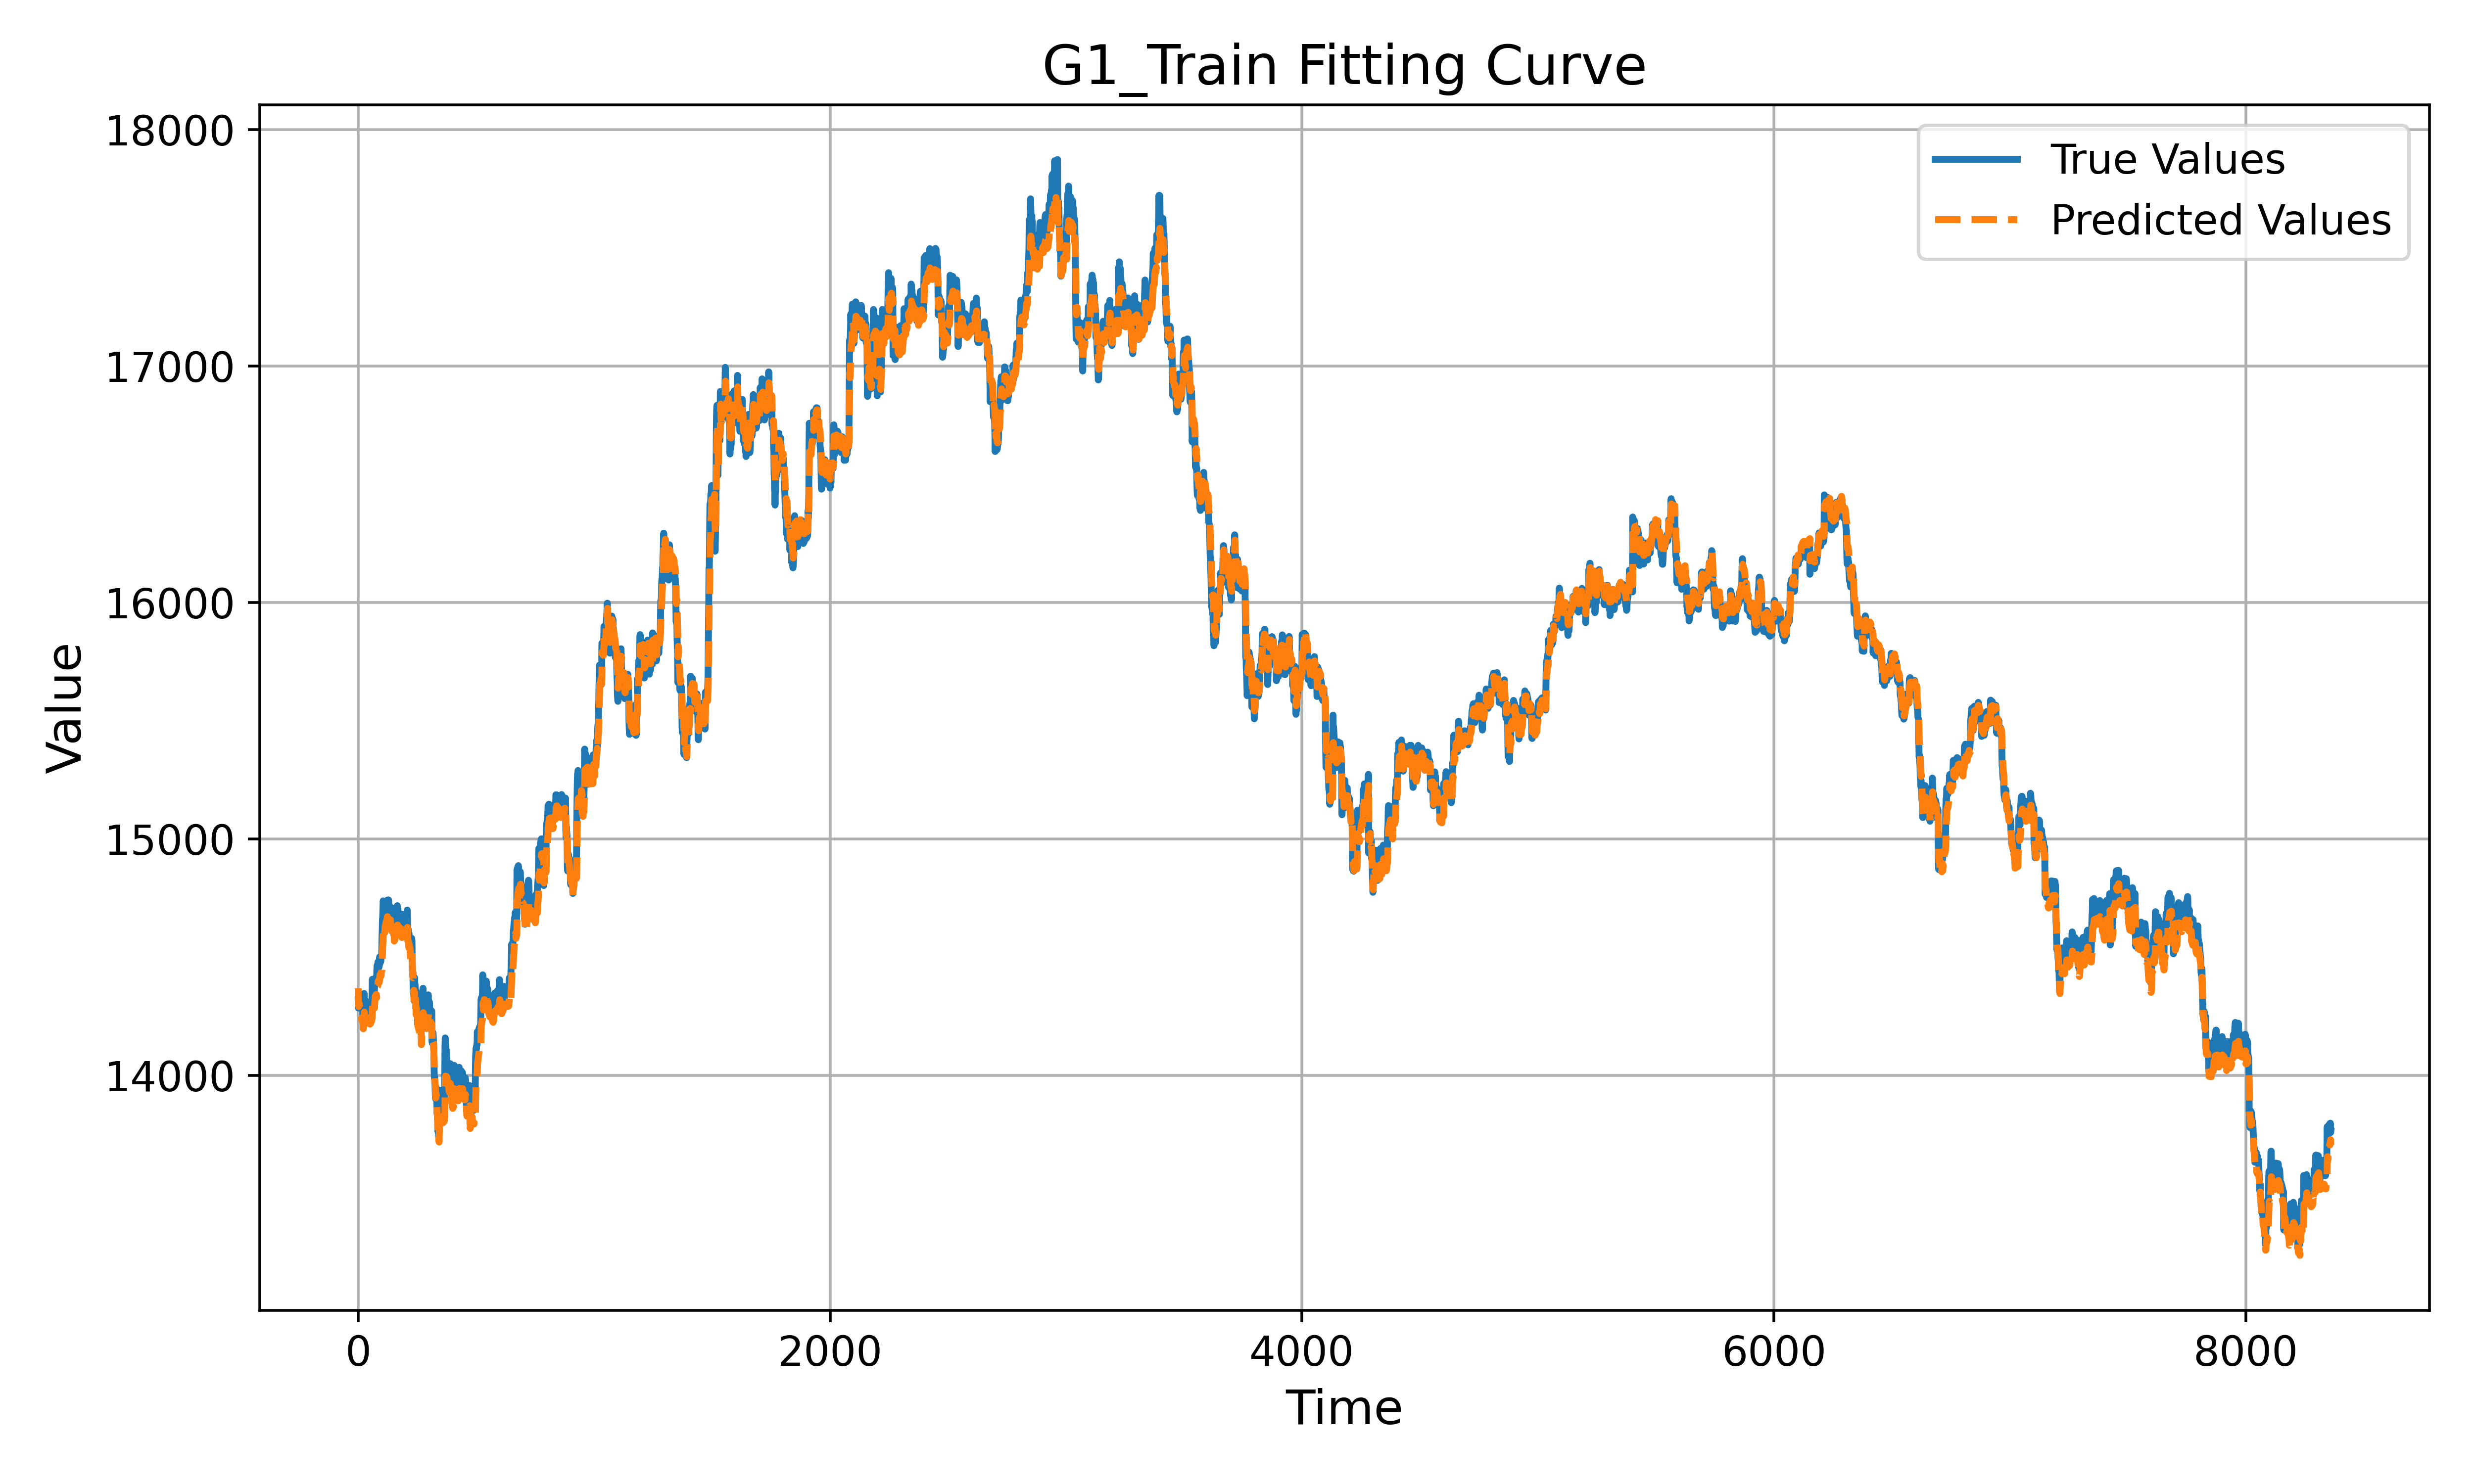 G1_Train Fitting Curve
True Values
Predicted Values
18000
17000
16000
15000
14000
Value
0
2000
4000
6000
8000
Time